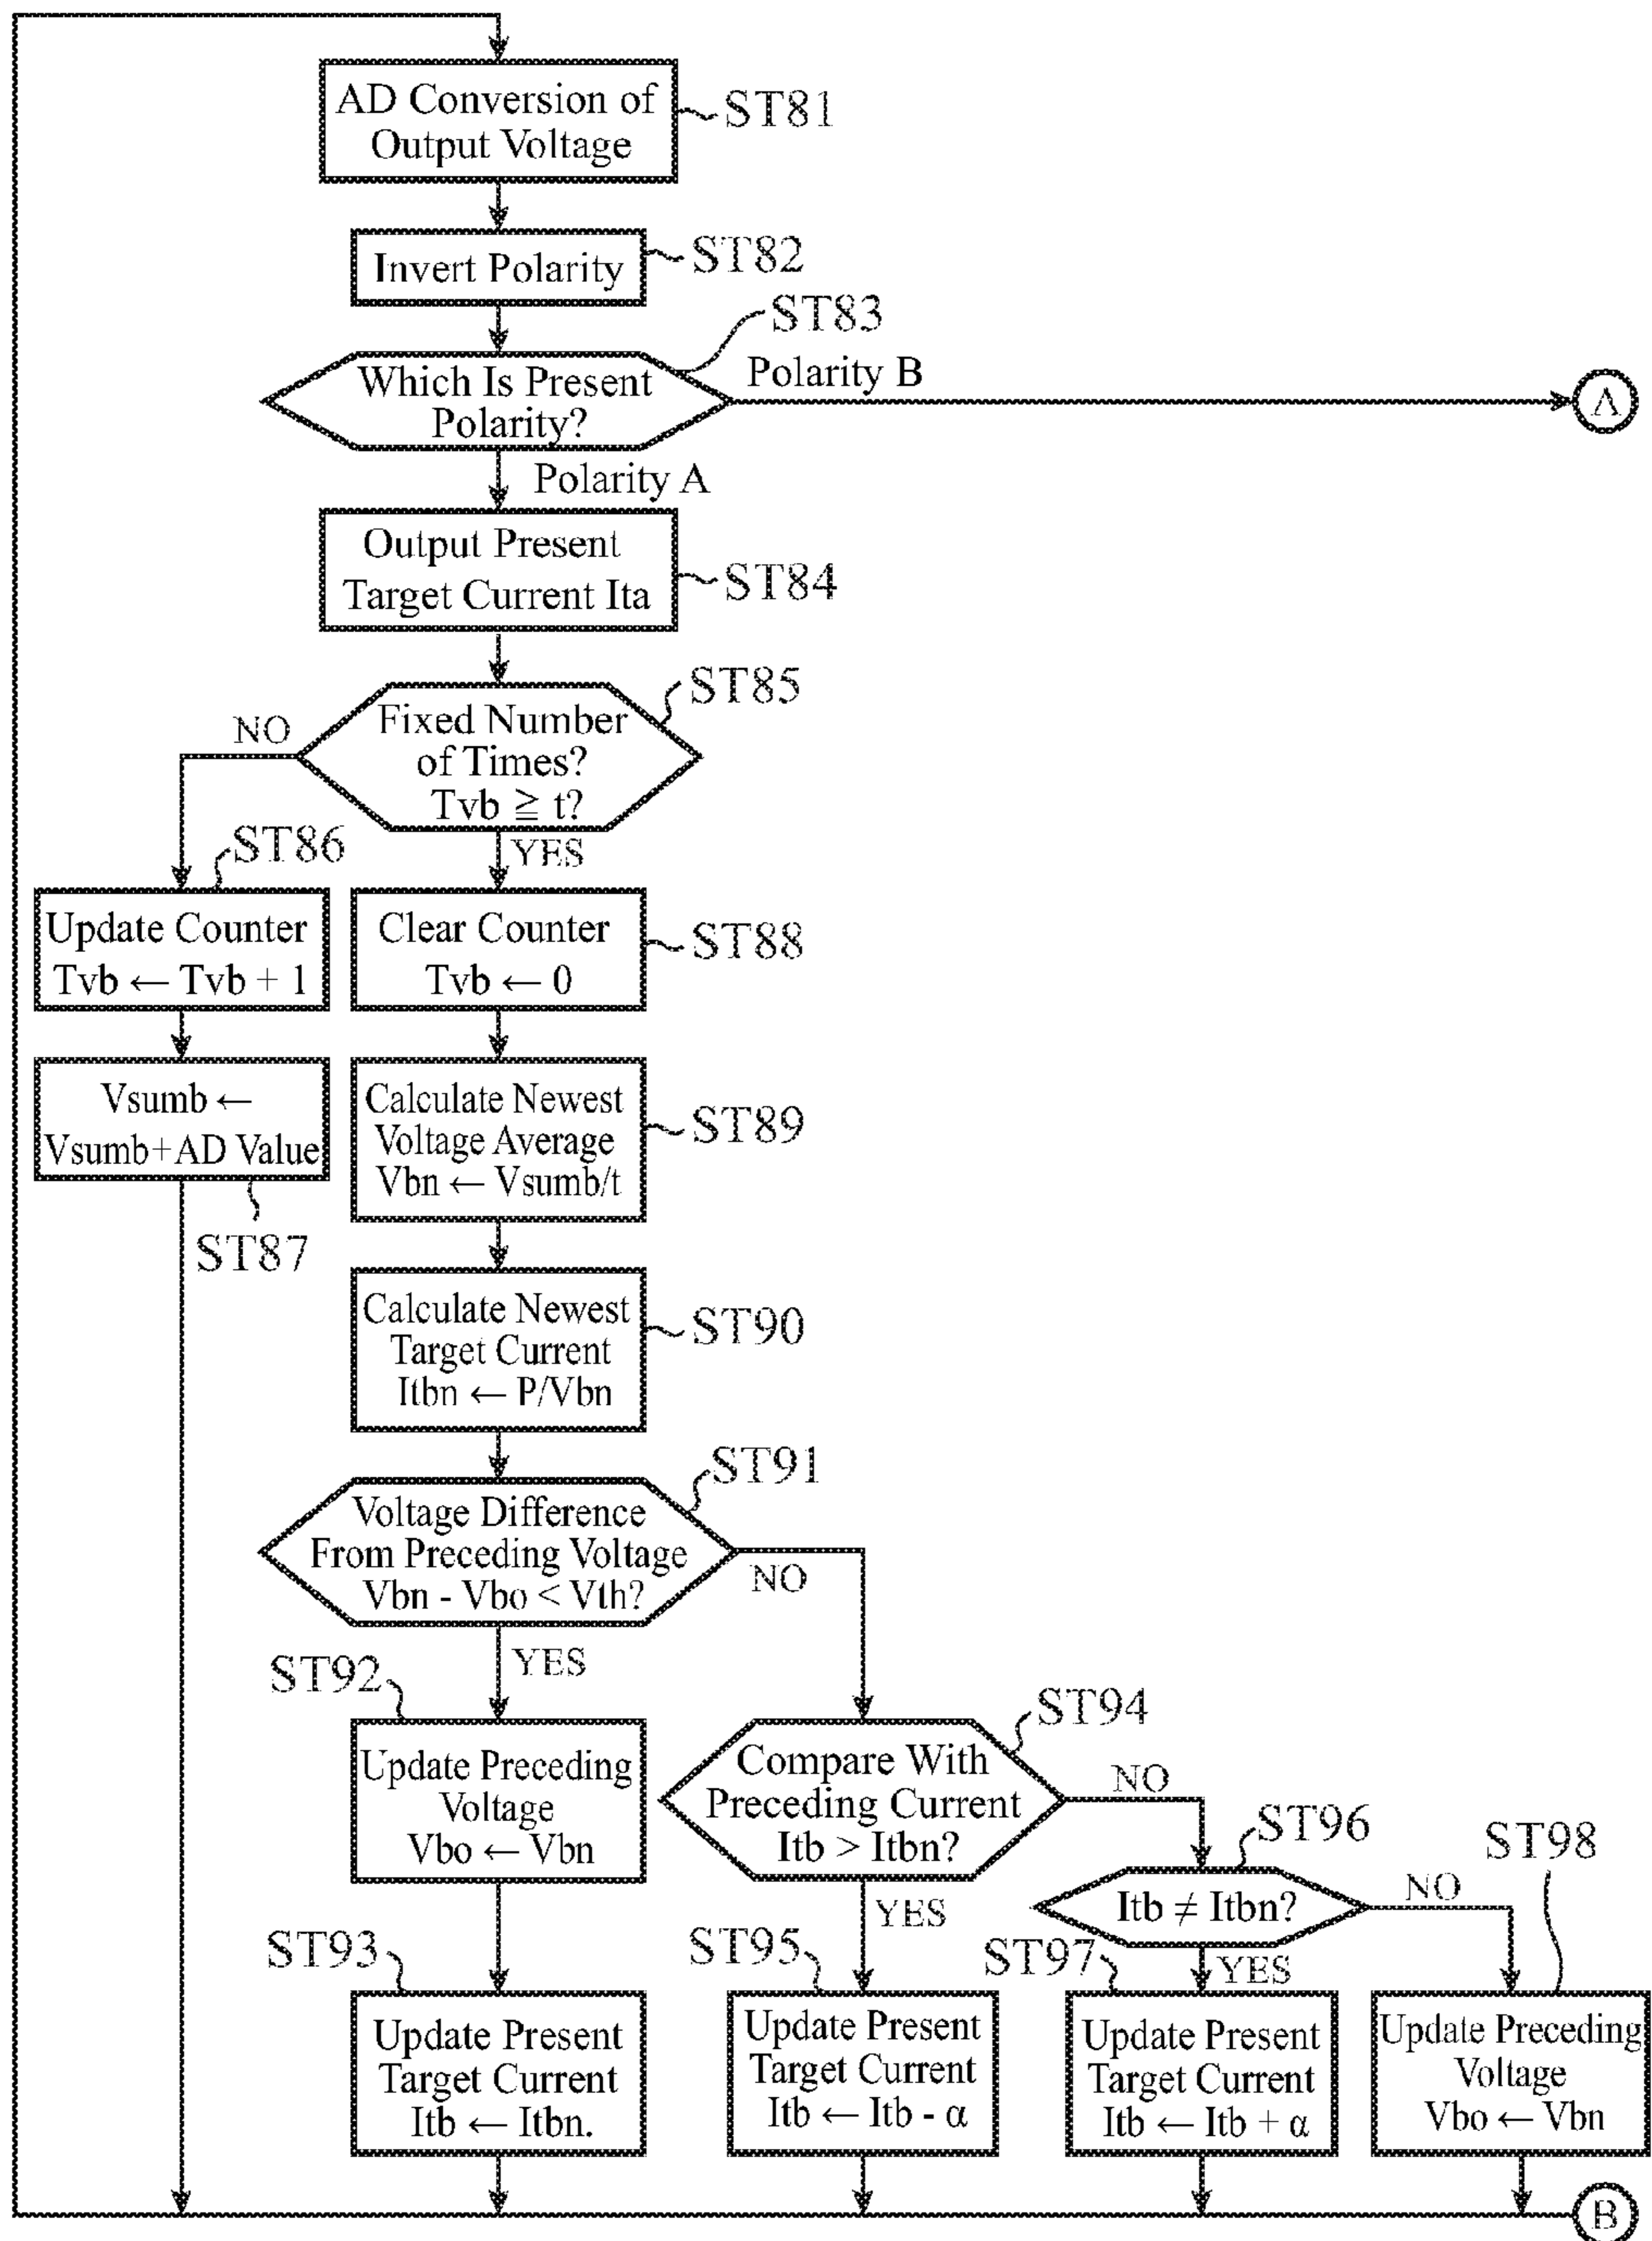 AD Conversion of
Output Voltage
ST81
Invert Polarity
ST82
ST83
Which Is Present
Polarity?
Polarity B
A
Polarity A
Output Present
Target Current Ita
ST84
ST85
Fixed Number
of Times?
Tvb ≧ t?
NO
YES
ST86
Update Counter
Tvb ← Tvb + 1
Clear Counter
Tvb ← 0
ST88
Vsumb ←
Vsumb+AD Value
ST87
Calculate Newest
Voltage Average
Vbn ← Vsumb/t
ST89
Calculate Newest
Target Current
Itbn ← P/Vbn
ST90
ST91
Voltage Difference
From Preceding Voltage
Vbn - Vbo < Vth?
NO
YES
ST92
Update Preceding
Voltage
Vbo ← Vbn
ST94
Compare With
Preceding Current
Itb > Itbn?
NO
YES
ST96
Itb ≠ Itbn?
NO
YES
ST98
ST93
Update Present
Target Current
Itb ← Itbn.
ST95
Update Present
Target Current
Itb ← Itb - α
ST97
Update Present
Target Current
Itb ← Itb + α
Update Preceding
Voltage
Vbo ← Vbn
B